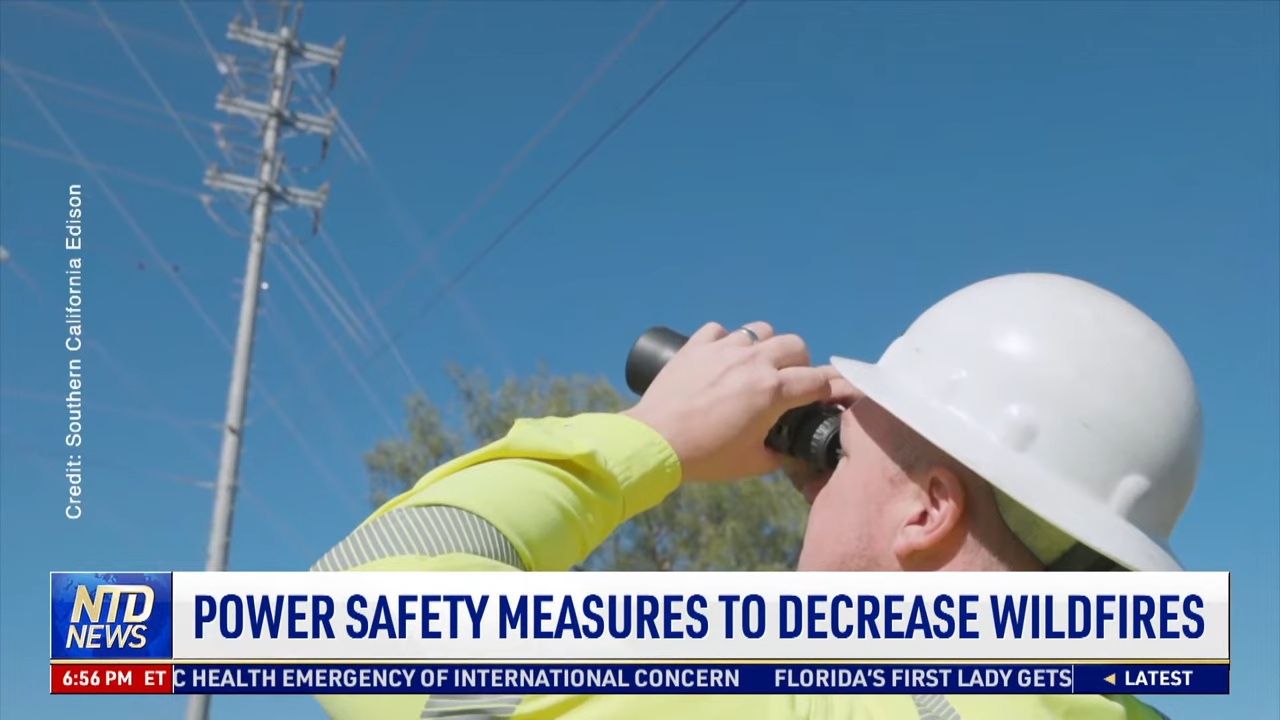 Credit: Southern California Edison
NTD
NEWS
POWER SAFETY MEASURES TO DECREASE WILDFIRES
6:56 PM ET
C HEALTH EMERGENCY OF INTERNATIONAL CONCERN FLORIDA'S FIRST LADY GETS
◄ LATEST